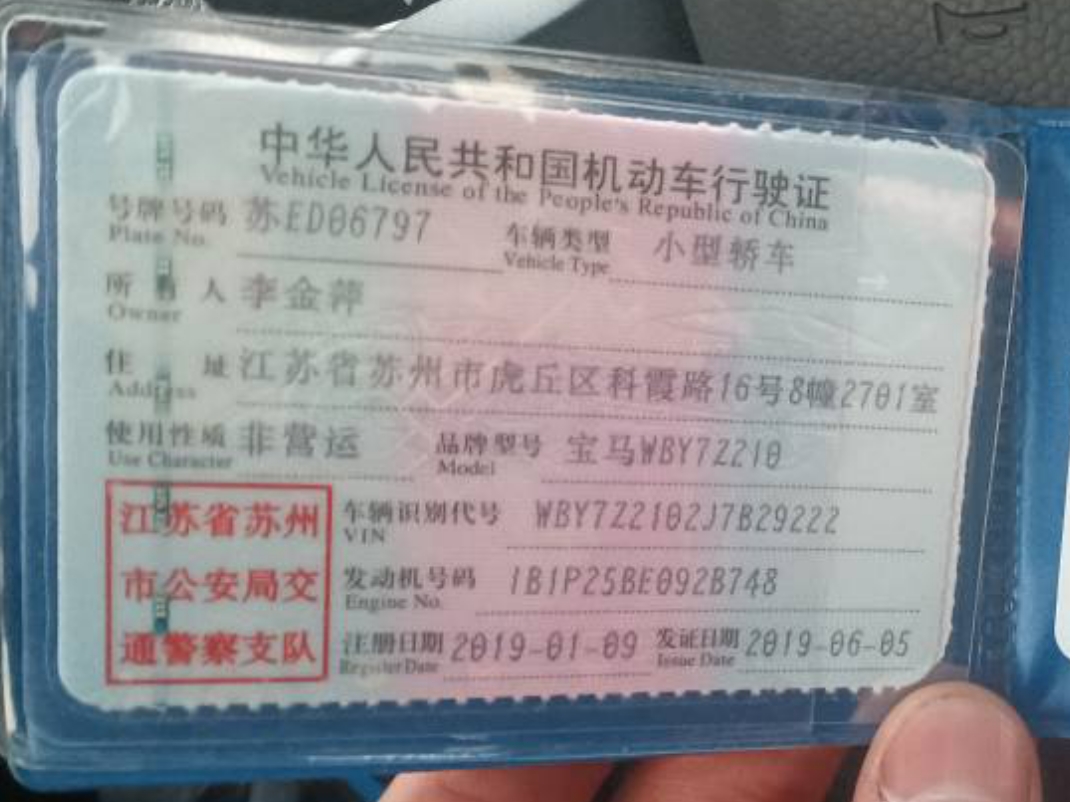 中华人民共和国机动车行驶证
Vehicle License of the People's Republic of China
号牌号码 苏ED06797 车辆类型 小型轿车
Plate No. Vehicle Type
所有人 李金萍
Owner
住址 江苏省苏州市虎丘区科霞路16号8幢2701室
Address
使用性质 非营运 品牌型号 宝马WBY7Z210
Use Character Model
江苏省苏州 车辆识别代号 WBY7Z2102J7B29222
VIN
市公安局交 发动机号码 1B1P25BE092B748
Engine No.
通警察支队 注册日期 2019-01-09 发证日期 2019-06-05
Register Date Issue Date